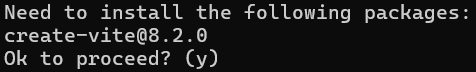 Need to install the following packages:
create-vite@8.2.0
Ok to proceed? (y)